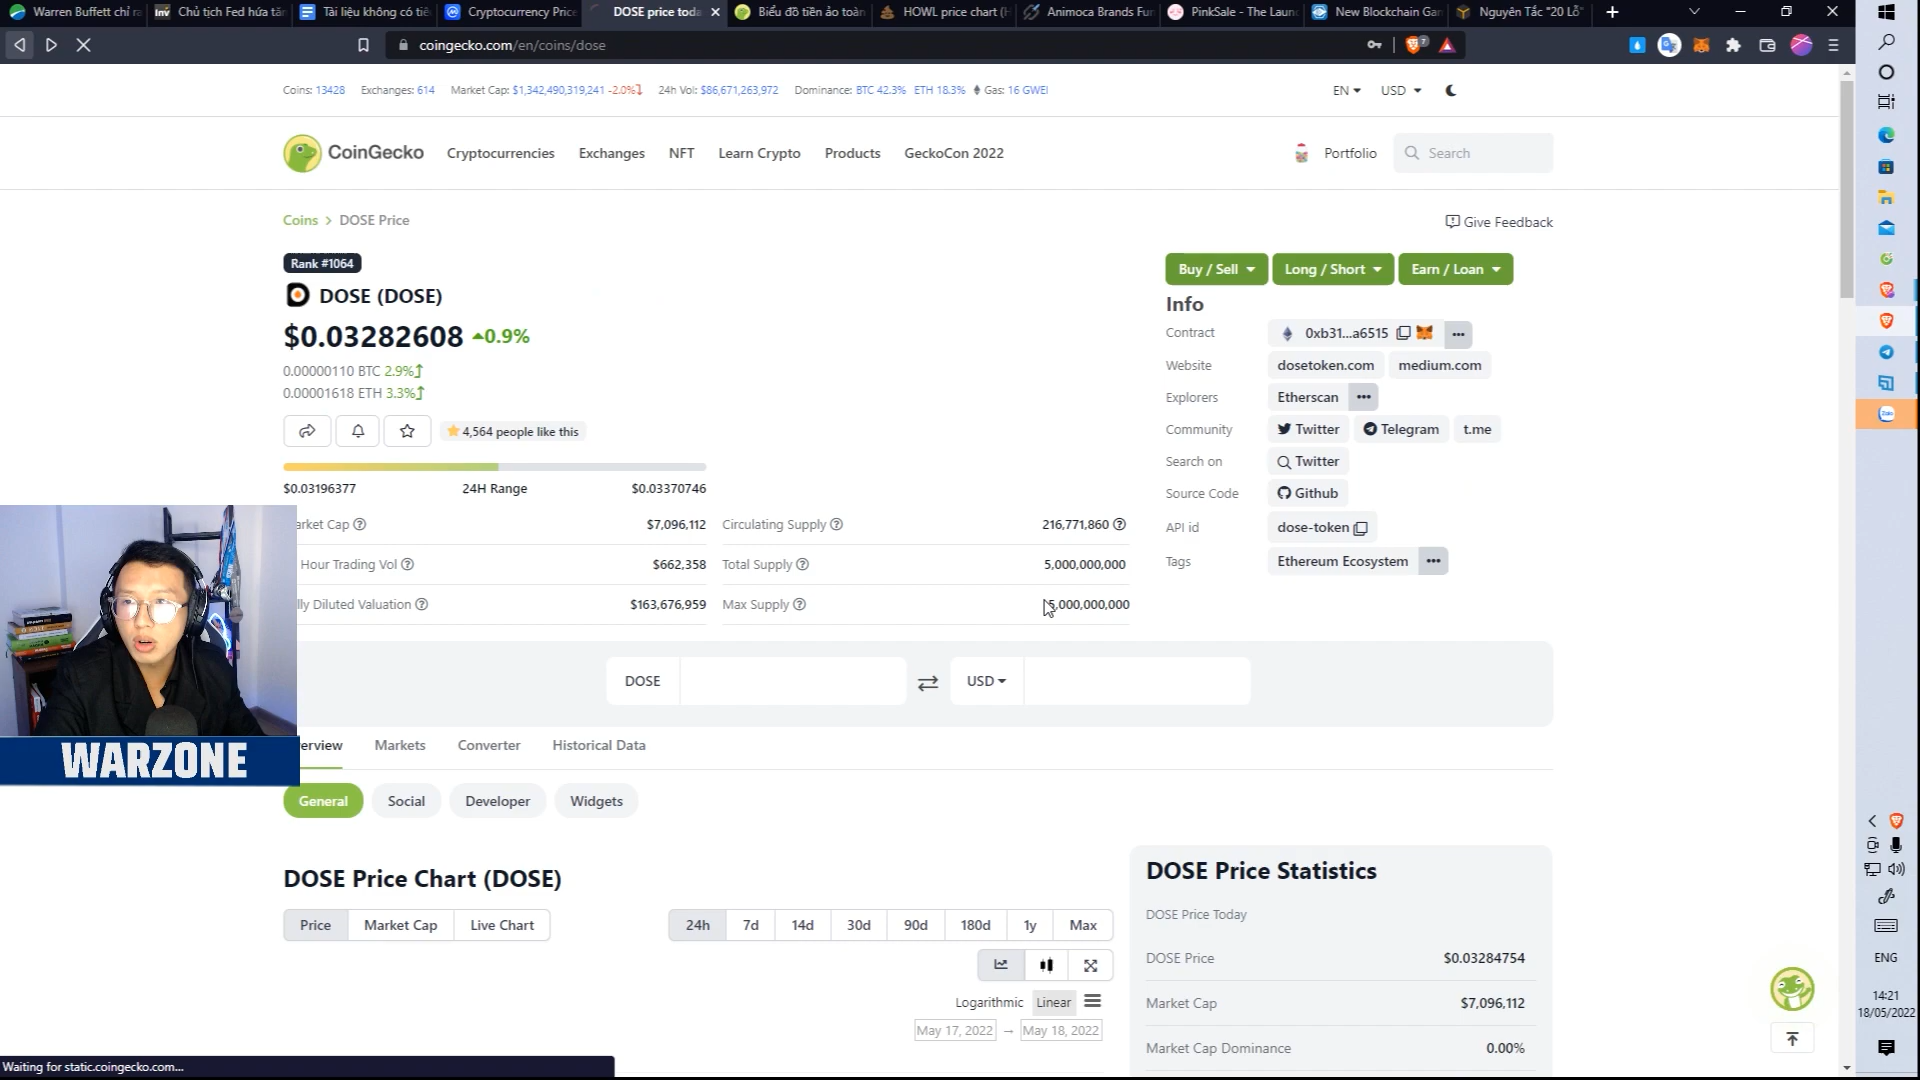 Warren Buffett chỉ ra
Chủ tịch Fed hứa tăn
Tài liệu không có tiê
Cryptocurrency Price
DOSE price toda
Biểu đồ tiền ảo toàn
HOWL price chart (H
Animoca Brands Fun
PinkSale - The Laun
New Blockchain Gam
Nguyên Tắc "20 Lỗ"
coingecko.com/en/coins/dose
Coins: 13428 Exchanges: 614 Market Cap: $1,342,490,319,241 -2.0% 24h Vol: $86,671,263,972 Dominance: BTC 42.3% ETH 18.3% Gas: 16 GWEI
EN USD
CoinGecko Cryptocurrencies Exchanges NFT Learn Crypto Products GeckoCon 2022 Portfolio Search
Coins > DOSE Price
Give Feedback
Rank #1064
DOSE (DOSE)
$0.03282608 0.9%
0.00000110 BTC 2.9%
0.00001618 ETH 3.3%
4,564 people like this
$0.03196377 24H Range $0.03370746
arket Cap $7,096,112
Hour Trading Vol $662,358
lly Diluted Valuation $163,676,959
Circulating Supply 216,771,860
Total Supply 5,000,000,000
Max Supply 5,000,000,000
Buy / Sell Long / Short Earn / Loan
Info
Contract 0xb31...a6515
Website dosetoken.com medium.com
Explorers Etherscan
Community Twitter Telegram t.me
Search on Twitter
Source Code Github
API id dose-token
Tags Ethereum Ecosystem
DOSE USD
WARZONE
erview Markets Converter Historical Data
General Social Developer Widgets
DOSE Price Chart (DOSE)
Price Market Cap Live Chart
24h 7d 14d 30d 90d 180d 1y Max
Logarithmic Linear
May 17, 2022 → May 18, 2022
DOSE Price Statistics
DOSE Price Today
DOSE Price $0.03284754
Market Cap $7,096,112
Market Cap Dominance 0.00%
Waiting for static.coingecko.com...
ENG
14:21
18/05/2022